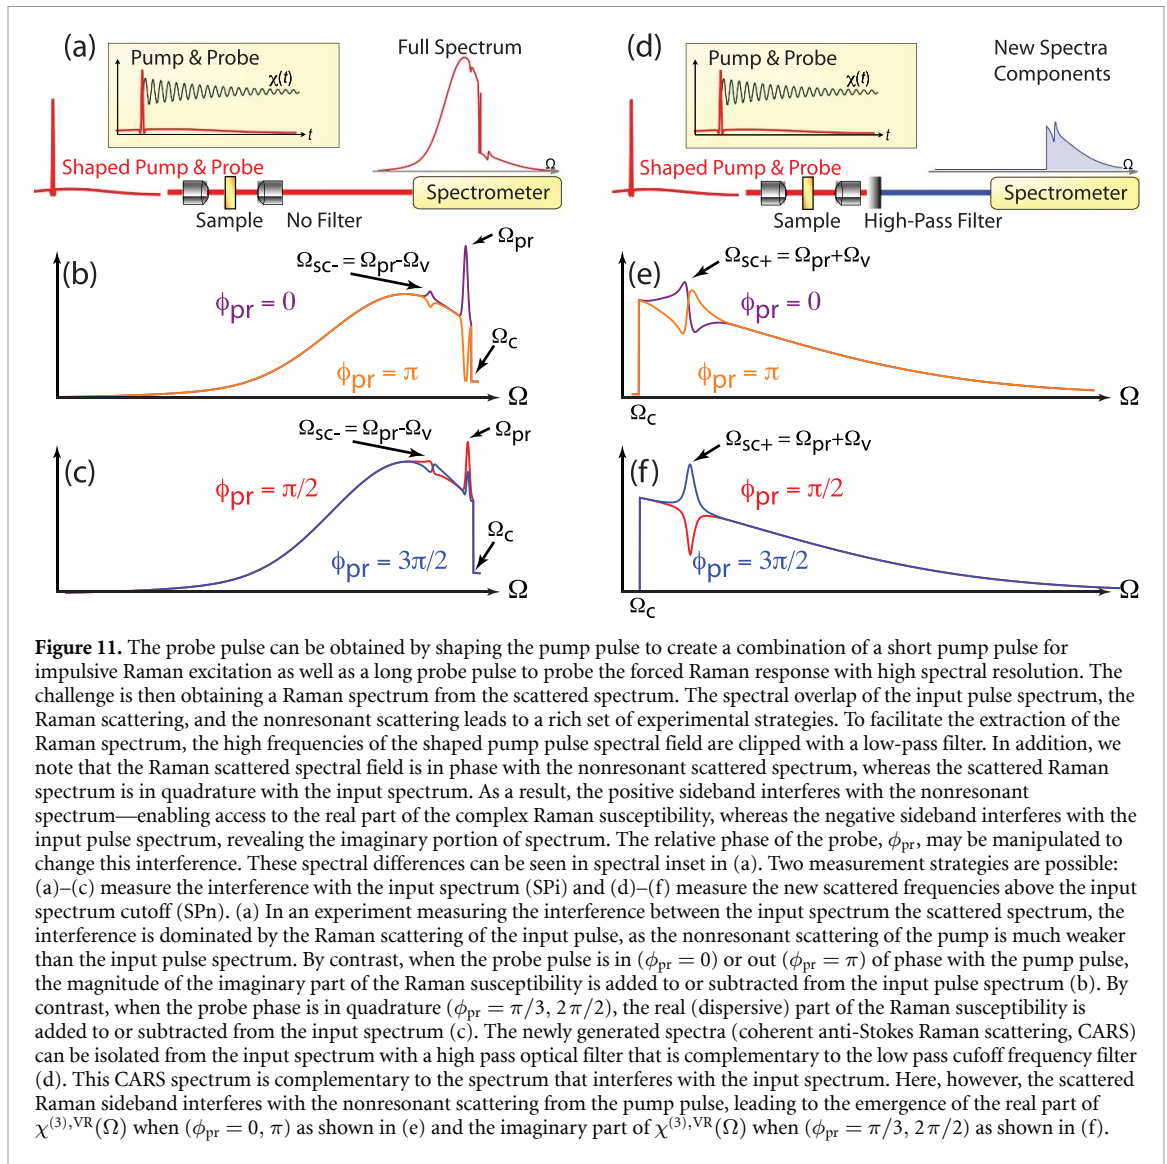 (a)
Pump & Probe
χ(t)
t
Full Spectrum
Ω
Shaped Pump & Probe
Spectrometer
Sample
No Filter
(d)
Pump & Probe
χ(t)
t
New Spectra
Components
Ω
Shaped Pump & Probe
Spectrometer
Sample
High-Pass Filter
(b)
Ωsc- = Ωpr-Ωv
Ωpr
ϕpr = 0
Ωc
ϕpr = π
Ω
(e)
Ωsc+ = Ωpr+Ωv
ϕpr = 0
ϕpr = π
Ωc
Ω
(c)
Ωsc- = Ωpr-Ωv
Ωpr
ϕpr = π/2
Ωc
ϕpr = 3π/2
Ω
(f)
Ωsc+ = Ωpr+Ωv
ϕpr = π/2
ϕpr = 3π/2
Ωc
Ω
Figure 11. The probe pulse can be obtained by shaping the pump pulse to create a combination of a short pump pulse for
impulsive Raman excitation as well as a long probe pulse to probe the forced Raman response with high spectral resolution. The
challenge is then obtaining a Raman spectrum from the scattered spectrum. The spectral overlap of the input pulse spectrum, the
Raman scattering, and the nonresonant scattering leads to a rich set of experimental strategies. To facilitate the extraction of the
Raman spectrum, the high frequencies of the shaped pump pulse spectral field are clipped with a low-pass filter. In addition, we
note that the Raman scattered spectral field is in phase with the nonresonant scattered spectrum, whereas the scattered Raman
spectrum is in quadrature with the input spectrum. As a result, the positive sideband interferes with the nonresonant
spectrum—enabling access to the real part of the complex Raman susceptibility, whereas the negative sideband interferes with the
input pulse spectrum, revealing the imaginary portion of spectrum. The relative phase of the probe, ϕpr, may be manipulated to
change this interference. These spectral differences can be seen in spectral inset in (a). Two measurement strategies are possible:
(a)–(c) measure the interference with the input spectrum (SPi) and (d)–(f) measure the new scattered frequencies above the input
spectrum cutoff (SPn). (a) In an experiment measuring the interference between the input spectrum the scattered spectrum, the
interference is dominated by the Raman scattering of the input pulse, as the nonresonant scattering of the pump is much weaker
than the input pulse spectrum. By contrast, when the probe pulse is in (ϕpr = 0) or out (ϕpr = π) of phase with the pump pulse,
the magnitude of the imaginary part of the Raman susceptibility is added to or subtracted from the input pulse spectrum (b). By
contrast, when the probe phase is in quadrature (ϕpr = π/3, 2π/2), the real (dispersive) part of the Raman susceptibility is
added to or subtracted from the input spectrum (c). The newly generated spectra (coherent anti-Stokes Raman scattering, CARS)
can be isolated from the input spectrum with a high pass optical filter that is complementary to the low pass cufoff frequency filter
(d). This CARS spectrum is complementary to the spectrum that interferes with the input spectrum. Here, however, the scattered
Raman sideband interferes with the nonresonant scattering from the pump pulse, leading to the emergence of the real part of
χ(3),VR(Ω) when (ϕpr = 0, π) as shown in (e) and the imaginary part of χ(3),VR(Ω) when (ϕpr = π/3, 2π/2) as shown in (f).